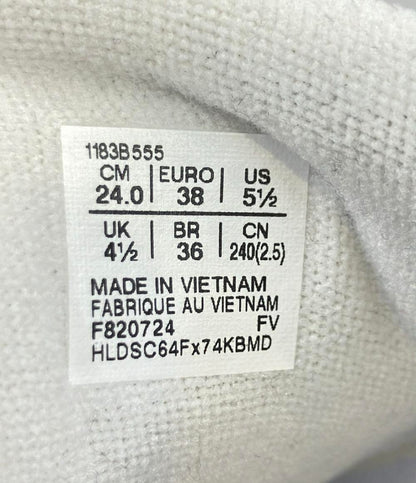 1183B555
CM | EURO | US
24.0 | 38 | 5½
UK | BR | CN
4½ | 36 | 240(2.5)
MADE IN VIETNAM
FABRIQUE AU VIETNAM
F820724 FV
HLDSC64Fx74KBMD